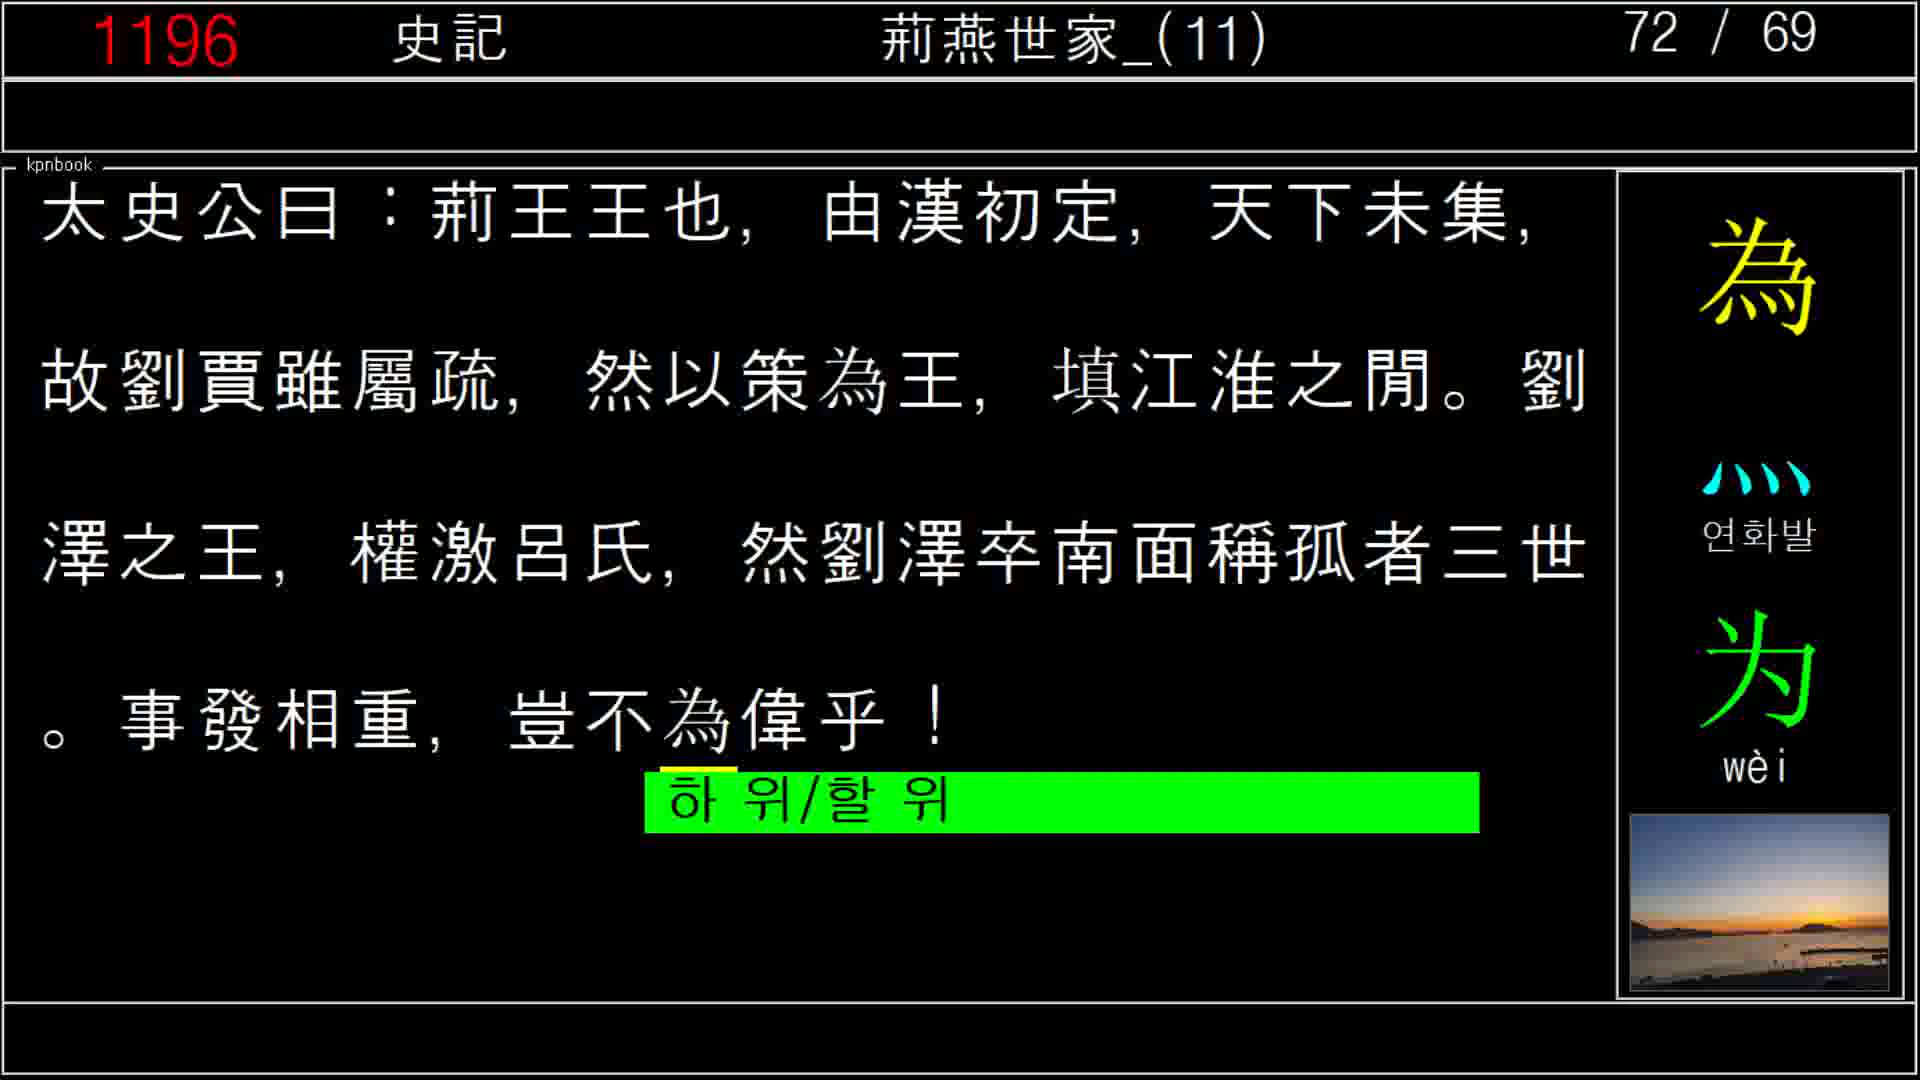 1196 史記 荊燕世家_(11) 72 / 69
kpnbook
太史公曰：荊王王也, 由漢初定, 天下未集,
故劉賈雖屬疏, 然以策為王, 填江淮之閒。劉
澤之王, 權激呂氏, 然劉澤卒南面稱孤者三世
。事發相重, 豈不為偉乎！
하 위/할 위
為
灬
연화발
为
wèi